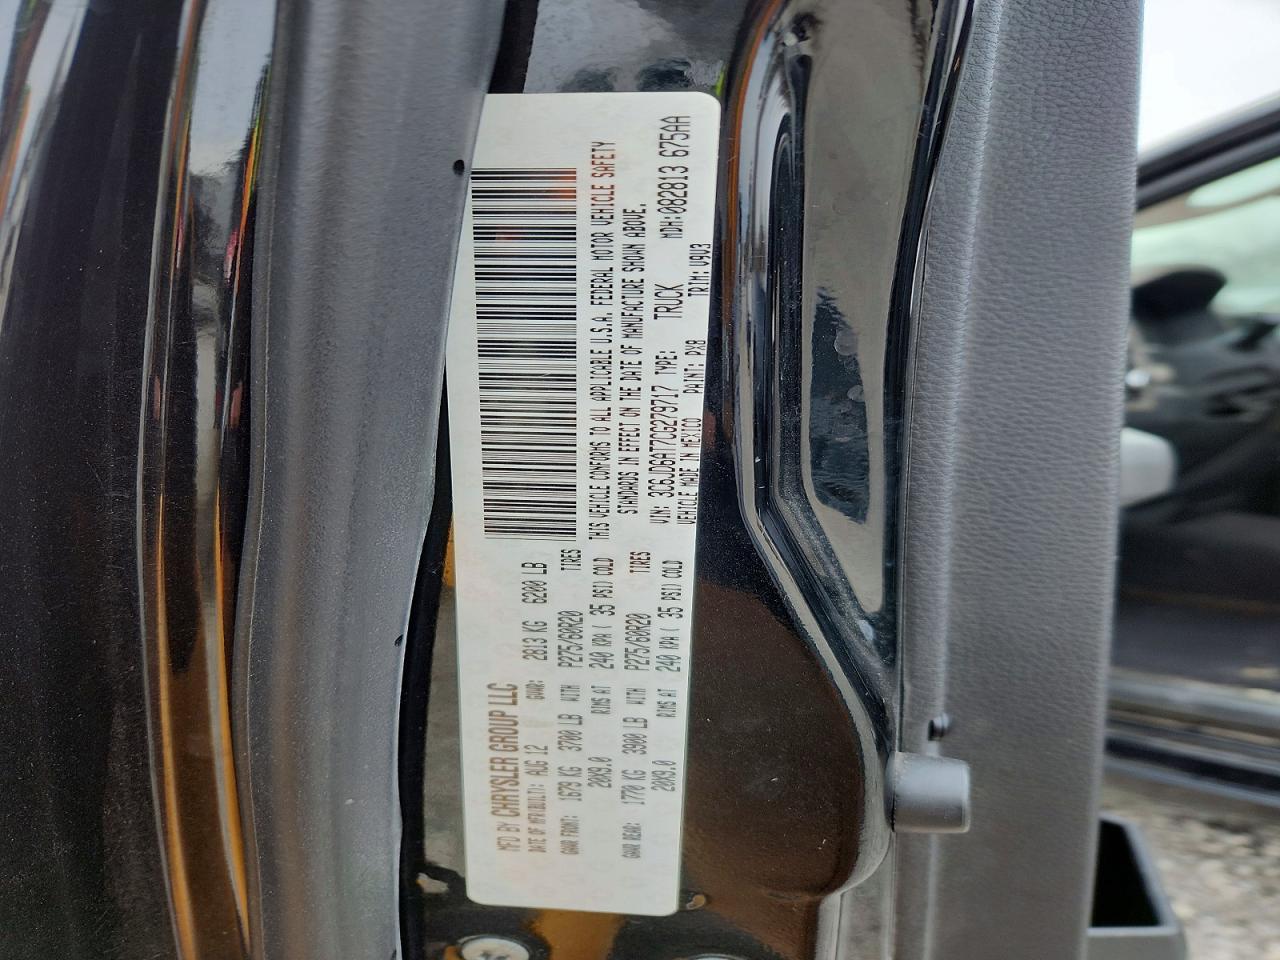 MFD BY CHRYSLER GROUP LLC
DATE OF MFR(BUILT): AUG 12 GVWR: 2813 KG 6200 LB
GAWR FRONT: 1679 KG 3700 LB WITH P275/60R20 TIRES
20X9.0 RIMS AT 240 KPA ( 35 PSI) COLD
GAWR REAR: 1770 KG 3900 LB WITH P275/60R20 TIRES
20X9.0 RIMS AT 240 KPA ( 35 PSI) COLD
THIS VEHICLE CONFORMS TO ALL APPLICABLE U.S.A. FEDERAL MOTOR VEHICLE SAFETY
STANDARDS IN EFFECT ON THE DATE OF MANUFACTURE SHOWN ABOVE.
VIN: 3C6JD6AT7CG279717 TYPE: TRUCK MDH:082813 675AA
VEHICLE MADE IN MEXICO PAINT: PX8 TRIM: V9U3